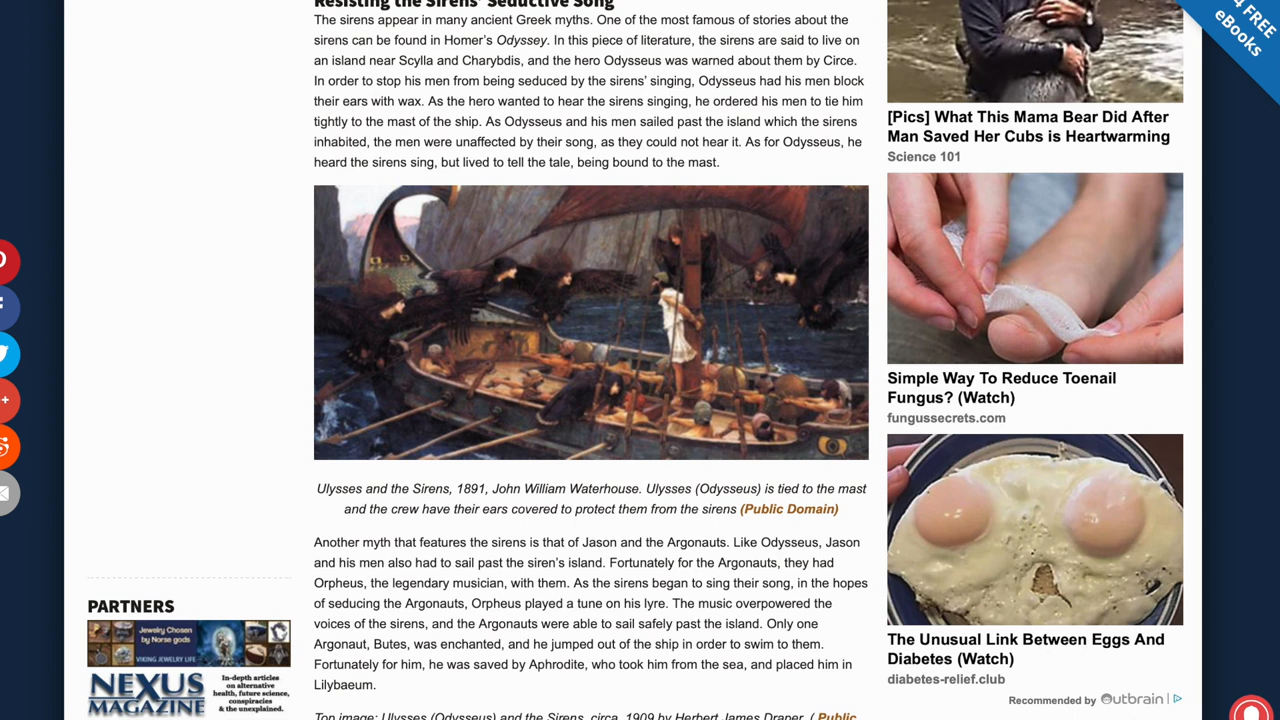 Resisting the Sirens' Seductive Song
The sirens appear in many ancient Greek myths. One of the most famous of stories about the
sirens can be found in Homer's Odyssey. In this piece of literature, the sirens are said to live on
an island near Scylla and Charybdis, and the hero Odysseus was warned about them by Circe.
In order to stop his men from being seduced by the sirens' singing, Odysseus had his men block
their ears with wax. As the hero wanted to hear the sirens singing, he ordered his men to tie him
tightly to the mast of the ship. As Odysseus and his men sailed past the island which the sirens
inhabited, the men were unaffected by their song, as they could not hear it. As for Odysseus, he
heard the sirens sing, but lived to tell the tale, being bound to the mast.
Ulysses and the Sirens, 1891, John William Waterhouse. Ulysses (Odysseus) is tied to the mast
and the crew have their ears covered to protect them from the sirens (Public Domain)
Another myth that features the sirens is that of Jason and the Argonauts. Like Odysseus, Jason
and his men also had to sail past the siren's island. Fortunately for the Argonauts, they had
Orpheus, the legendary musician, with them. As the sirens began to sing their song, in the hopes
of seducing the Argonauts, Orpheus played a tune on his lyre. The music overpowered the
voices of the sirens, and the Argonauts were able to sail safely past the island. Only one
Argonaut, Butes, was enchanted, and he jumped out of the ship in order to swim to them.
Fortunately for him, he was saved by Aphrodite, who took him from the sea, and placed him in
Lilybaeum.
Top image: Ulysses (Odysseus) and the Sirens, circa. 1909 by Herbert James Draper. ( Public
PARTNERS
Jewelry Chosen
by Norse gods
VIKING JEWELRY LIFE
NEXUS
MAGAZINE
In-depth articles
on alternative
health, future science,
conspiracies
& the unexplained.
4 FREE
eBooks
[Pics] What This Mama Bear Did After
Man Saved Her Cubs is Heartwarming
Science 101
Simple Way To Reduce Toenail
Fungus? (Watch)
fungussecrets.com
The Unusual Link Between Eggs And
Diabetes (Watch)
diabetes-relief.club
Recommended by Outbrain